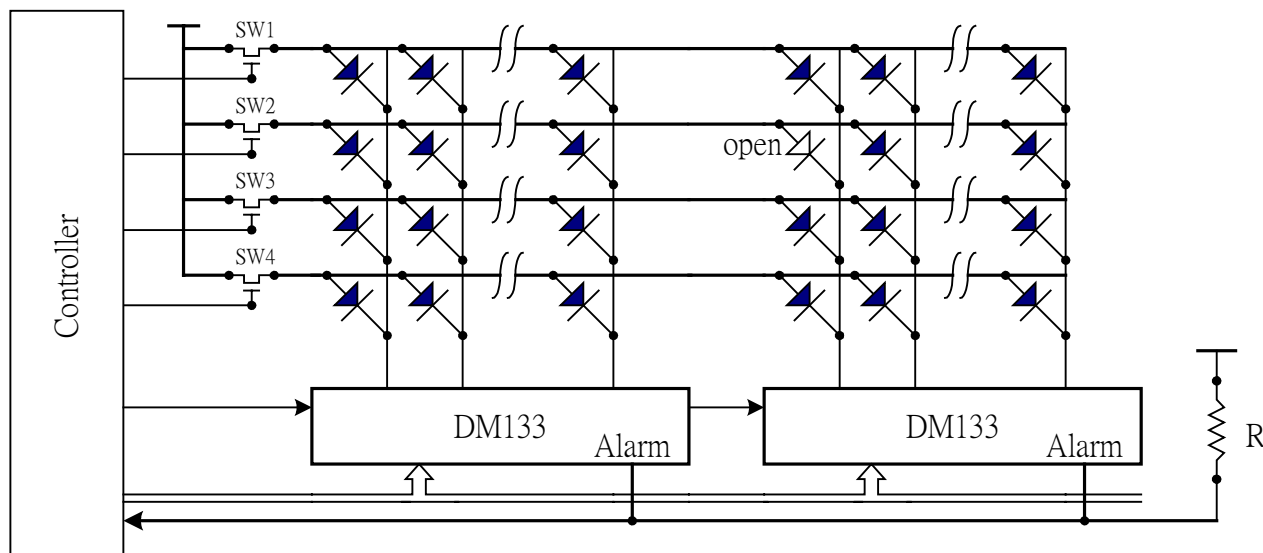 SW1
SW2
open
SW3
SW4
Controller
DM133
Alarm
DM133
Alarm
R